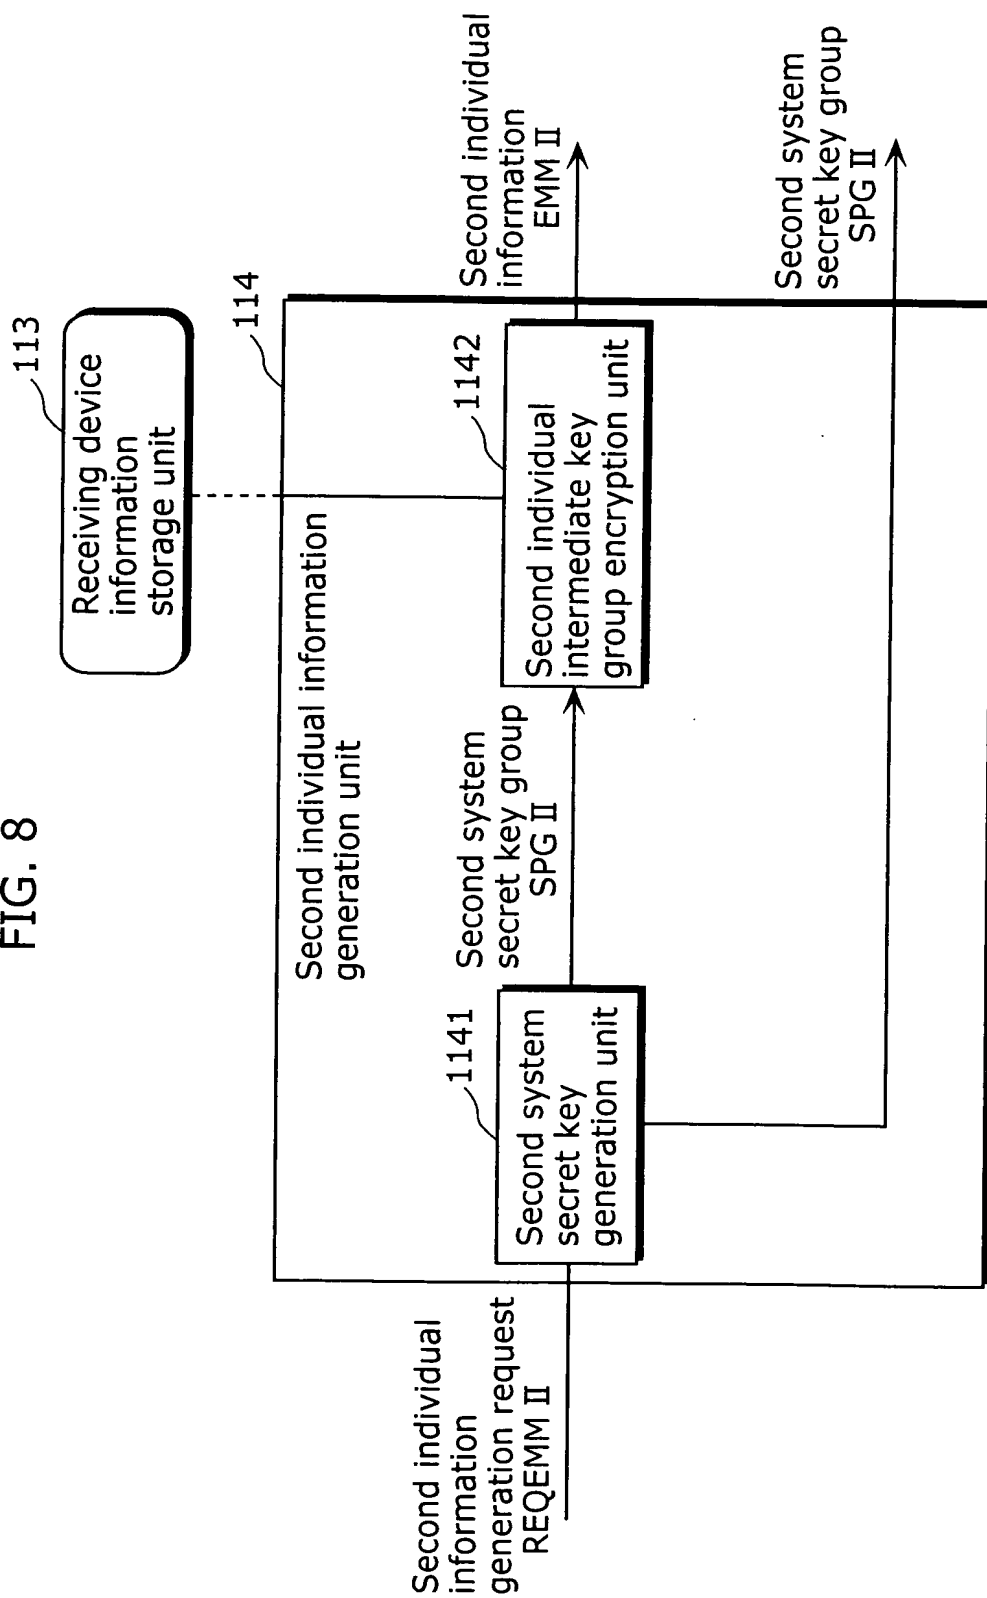 FIG. 8
113
Receiving device
information
storage unit
114
Second individual information
generation unit
Second individual
information
generation request
REQEMM II
1141
Second system
secret key
generation unit
Second system
secret key group
SPG II
1142
Second individual
intermediate key
group encryption unit
Second individual
information
EMM II
Second system
secret key group
SPG II